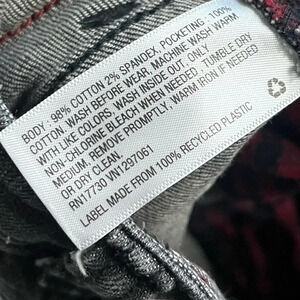 BODY: 98% COTTON 2% SPANDEX, POCKETING: 100%
COTTON. WASH BEFORE WEAR, MACHINE WASH WARM
WITH LIKE COLORS, WASH INSIDE OUT. ONLY
NON-CHLORINE BLEACH WHEN NEEDED. TUMBLE DRY
MEDIUM, REMOVE PROMPTLY. WARM IRON IF NEEDED
OR DRY CLEAN.
RN17730 VN1297061
LABEL MADE FROM 100% RECYCLED PLASTIC